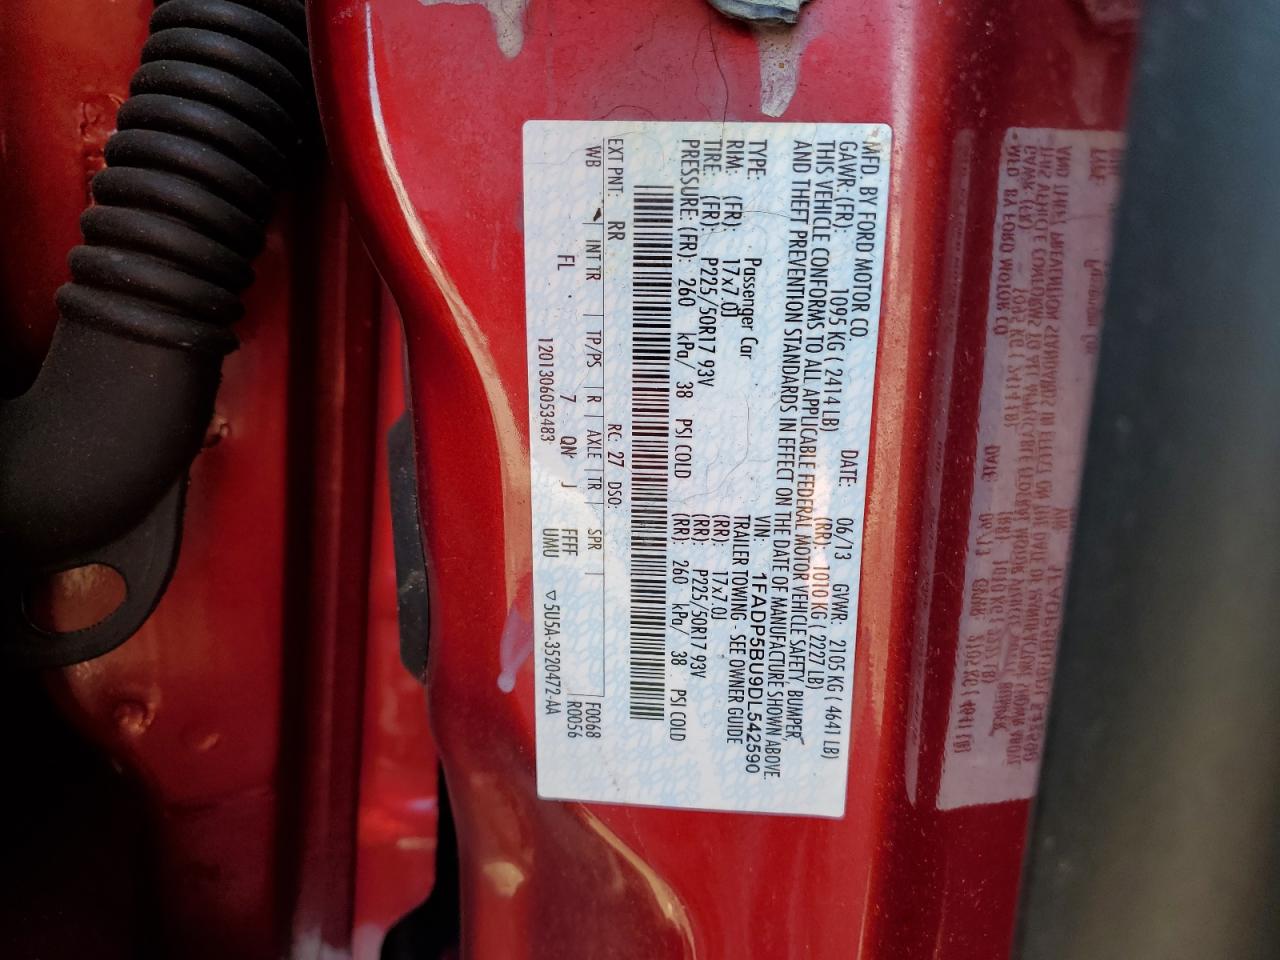 MFD. BY FORD MOTOR CO.
DATE: 06/13 GVWR: 2105 KG ( 4641 LB)
GAWR: (FR): 1095 KG ( 2414 LB) (RR): 1010 KG ( 2227 LB)
THIS VEHICLE CONFORMS TO ALL APPLICABLE FEDERAL MOTOR VEHICLE SAFETY, BUMPER,
AND THEFT PREVENTION STANDARDS IN EFFECT ON THE DATE OF MANUFACTURE SHOWN ABOVE.
VIN: 1FADP5BU9DL542590
TYPE: Passenger Car TRAILER TOWING - SEE OWNER GUIDE
RIM: (FR): 17x7.0J (RR): 17x7.0J
TIRE: (FR): P225/50R17 93V (RR): P225/50R17 93V
PRESSURE: (FR): 260 kPa/ 38 PSI COLD (RR): 260 kPa/ 38 PSI COLD
EXT PNT: RR RC: 27 DSO: F0068
WB INT TR TP/PS R AXLE TR SPR R0056
FL 7 QN J FFFF
1201306053483 UMU ▽5U5A-3520472-AA